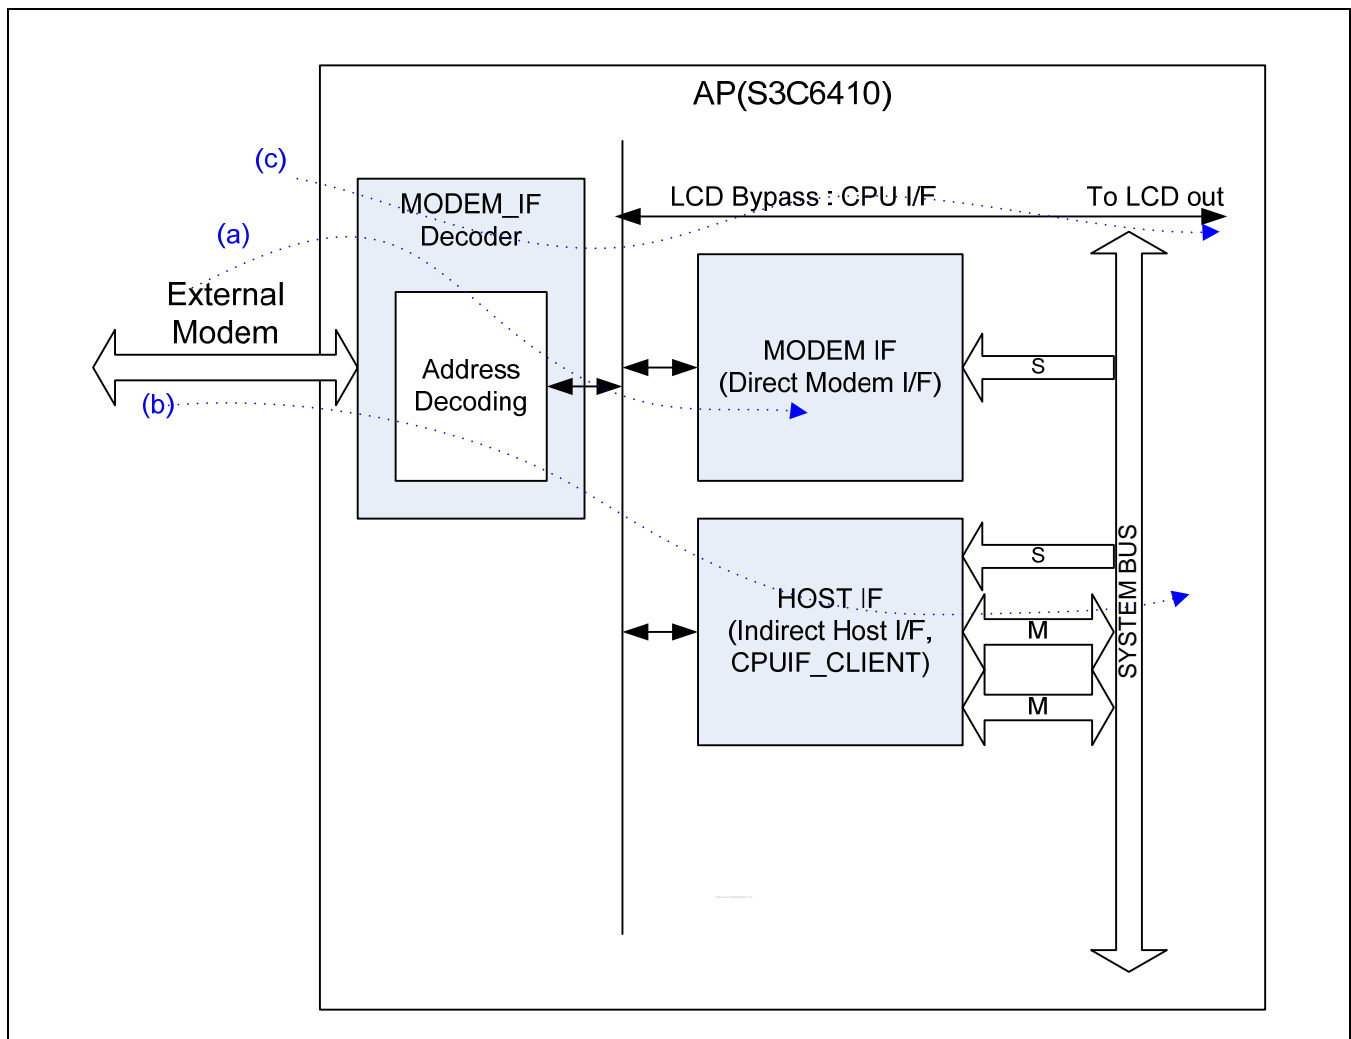 AP(S3C6410)
(c)
(a)
(b)
External
Modem
MODEM_IF
Decoder
Address
Decoding
LCD Bypass : CPU I/F
To LCD out
MODEM IF
(Direct Modem I/F)
S
HOST IF
(Indirect Host I/F,
CPUIF_CLIENT)
S
M
M
SYSTEM BUS